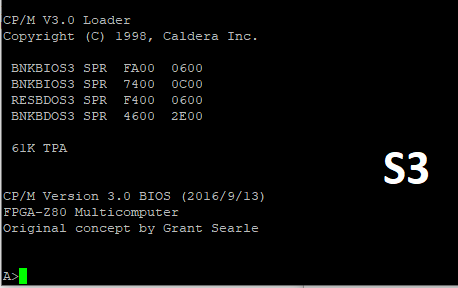 CP/M V3.0 Loader
Copyright (C) 1998, Caldera Inc.
BNKBIOS3 SPR FA00 0600
BNKBIOS3 SPR 7400 0C00
RESBDOS3 SPR F400 0600
BNKBDOS3 SPR 4600 2E00
61K TPA
S3
CP/M Version 3.0 BIOS (2016/9/13)
FPGA-Z80 Multicomputer
Original concept by Grant Searle
A>